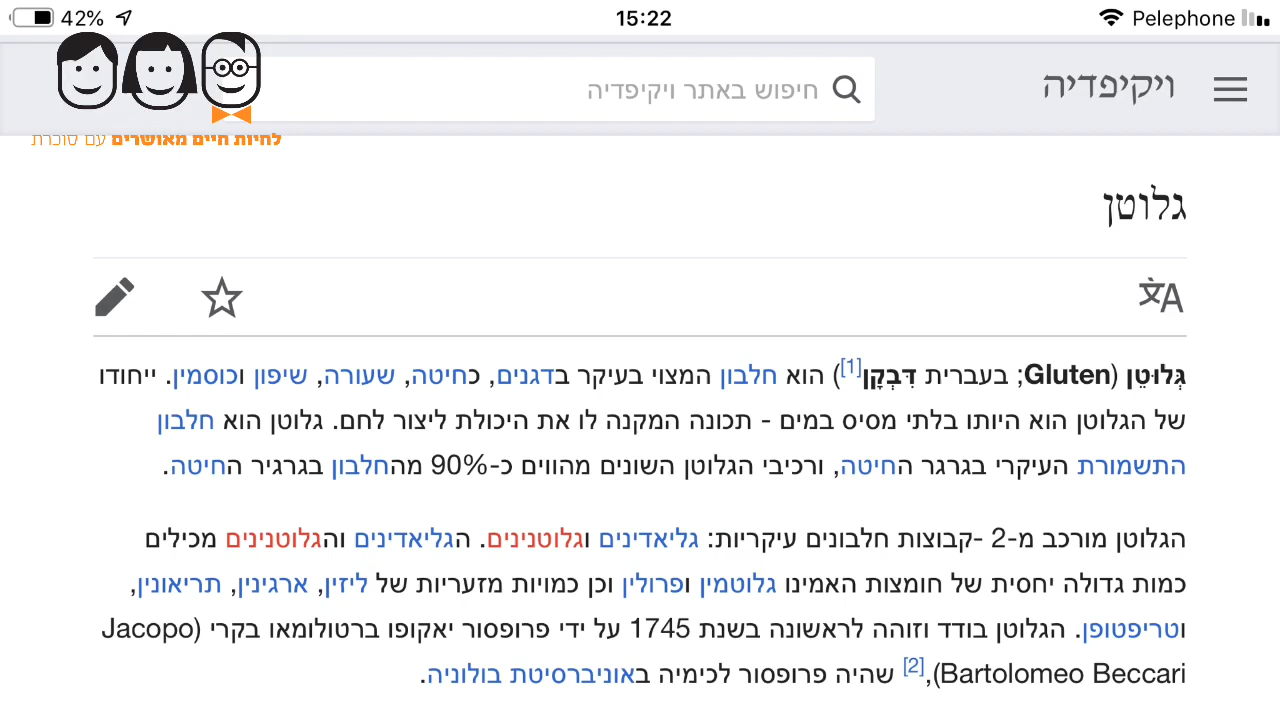 42% 15:22 Pelephone
ויקיפדיה חיפוש באתר ויקיפדיה
לחיות חיים מאושרים עם סוכרת
גלוטן
גְּלוּטֵן (Gluten; בעברית דִּבְקָן[1]) הוא חלבון המצוי בעיקר בדגנים, כחיטה, שעורה, שיפון וכוסמין. ייחודו
של הגלוטן הוא היותו בלתי מסיס במים - תכונה המקנה לו את היכולת ליצור לחם. גלוטן הוא חלבון
התשמורת העיקרי בגרגר החיטה, ורכיבי הגלוטן השונים מהווים כ-90% מהחלבון בגרגיר החיטה.
הגלוטן מורכב מ-2 -קבוצות חלבונים עיקריות: גליאדינים וגלוטנינים. הגליאדינים והגלוטנינים מכילים
כמות גדולה יחסית של חומצות האמינו גלוטמין ופרולין וכן כמויות מזעריות של ליזין, ארגינין, תריאונין,
וטריפטופן. הגלוטן בודד וזוהה לראשונה בשנת 1745 על ידי פרופסור יאקופו ברטולומאו בקרי (Jacopo
Bartolomeo Beccari),[2] שהיה פרופסור לכימיה באוניברסיטת בולוניה.